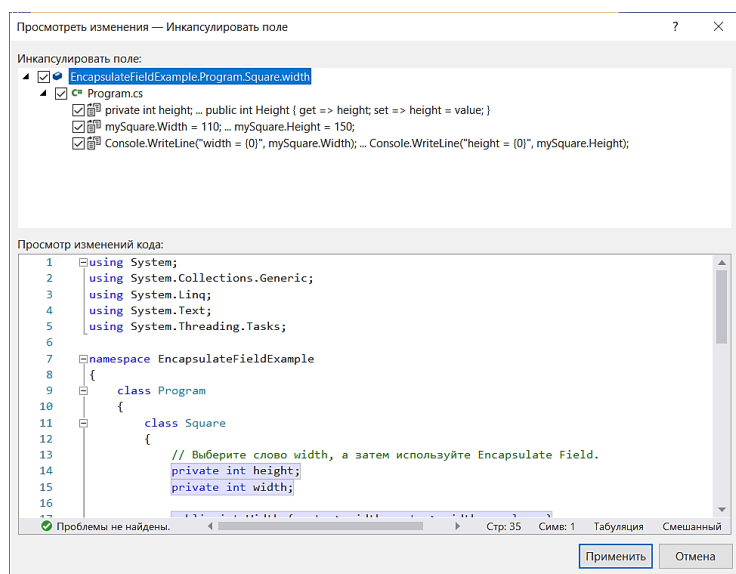 Просмотреть изменения — Инкапсулировать поле
Инкапсулировать поле:
EncapsulateFieldExample.Program.Square.width
C# Program.cs
private int height; ... public int Height { get => height; set => height = value; }
mySquare.Width = 110; ... mySquare.Height = 150;
Console.WriteLine("width = {0}", mySquare.Width); ... Console.WriteLine("height = {0}", mySquare.Height);
Просмотр изменений кода:
1 using System;
2 using System.Collections.Generic;
3 using System.Linq;
4 using System.Text;
5 using System.Threading.Tasks;
6
7 namespace EncapsulateFieldExample
8 {
9 class Program
10 {
11 class Square
12 {
13 // Выберите слово width, а затем используйте Encapsulate Field.
14 private int height;
15 private int width;
16
Проблемы не найдены. Стр: 35 Симв: 1 Табуляция Смешанный
Применить Отмена